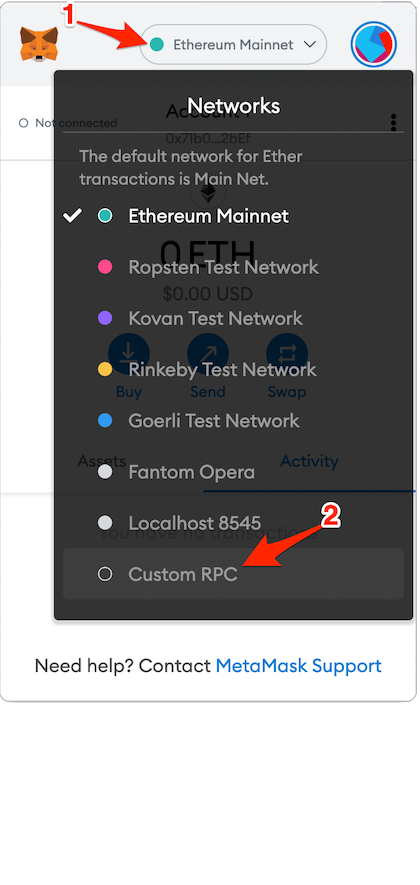 1
Ethereum Mainnet
Networks
Account 1
Not connected
0x71b0...2bEf
The default network for Ether
transactions is Main Net.
Ethereum Mainnet
0 ETH
Ropsten Test Network
$0.00 USD
Kovan Test Network
Rinkeby Test Network
Buy
Send
Swap
Goerli Test Network
Assets
Activity
Fantom Opera
Localhost 8545
2
You have no transactions
Custom RPC
Need help? Contact MetaMask Support